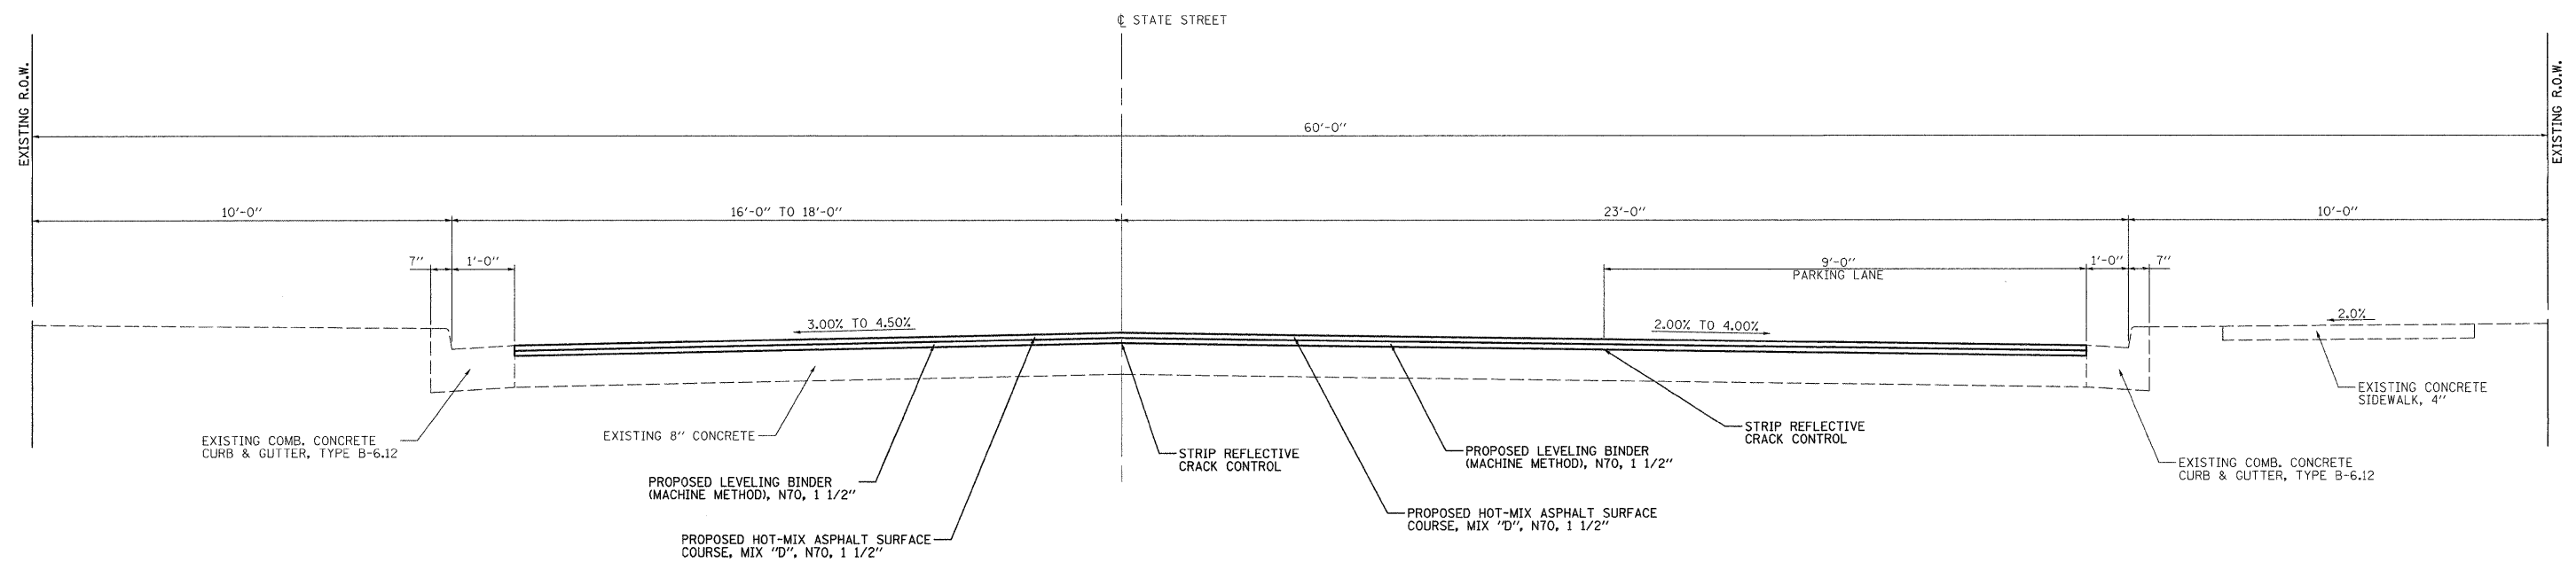 ℄ STATE STREET
EXISTING R.O.W.
EXISTING R.O.W.
60'-0"
10'-0"
16'-0" TO 18'-0"
23'-0"
10'-0"
7"
1'-0"
9'-0"
PARKING LANE
1'-0"
7"
3.00% TO 4.50%
2.00% TO 4.00%
2.0%
EXISTING CONCRETE
SIDEWALK, 4"
EXISTING COMB. CONCRETE
CURB & GUTTER, TYPE B-6.12
EXISTING 8" CONCRETE
STRIP REFLECTIVE
CRACK CONTROL
PROPOSED LEVELING BINDER
(MACHINE METHOD), N70, 1 1/2"
STRIP REFLECTIVE
CRACK CONTROL
EXISTING COMB. CONCRETE
CURB & GUTTER, TYPE B-6.12
PROPOSED LEVELING BINDER
(MACHINE METHOD), N70, 1 1/2"
PROPOSED HOT-MIX ASPHALT SURFACE
COURSE, MIX "D", N70, 1 1/2"
PROPOSED HOT-MIX ASPHALT SURFACE
COURSE, MIX "D", N70, 1 1/2"